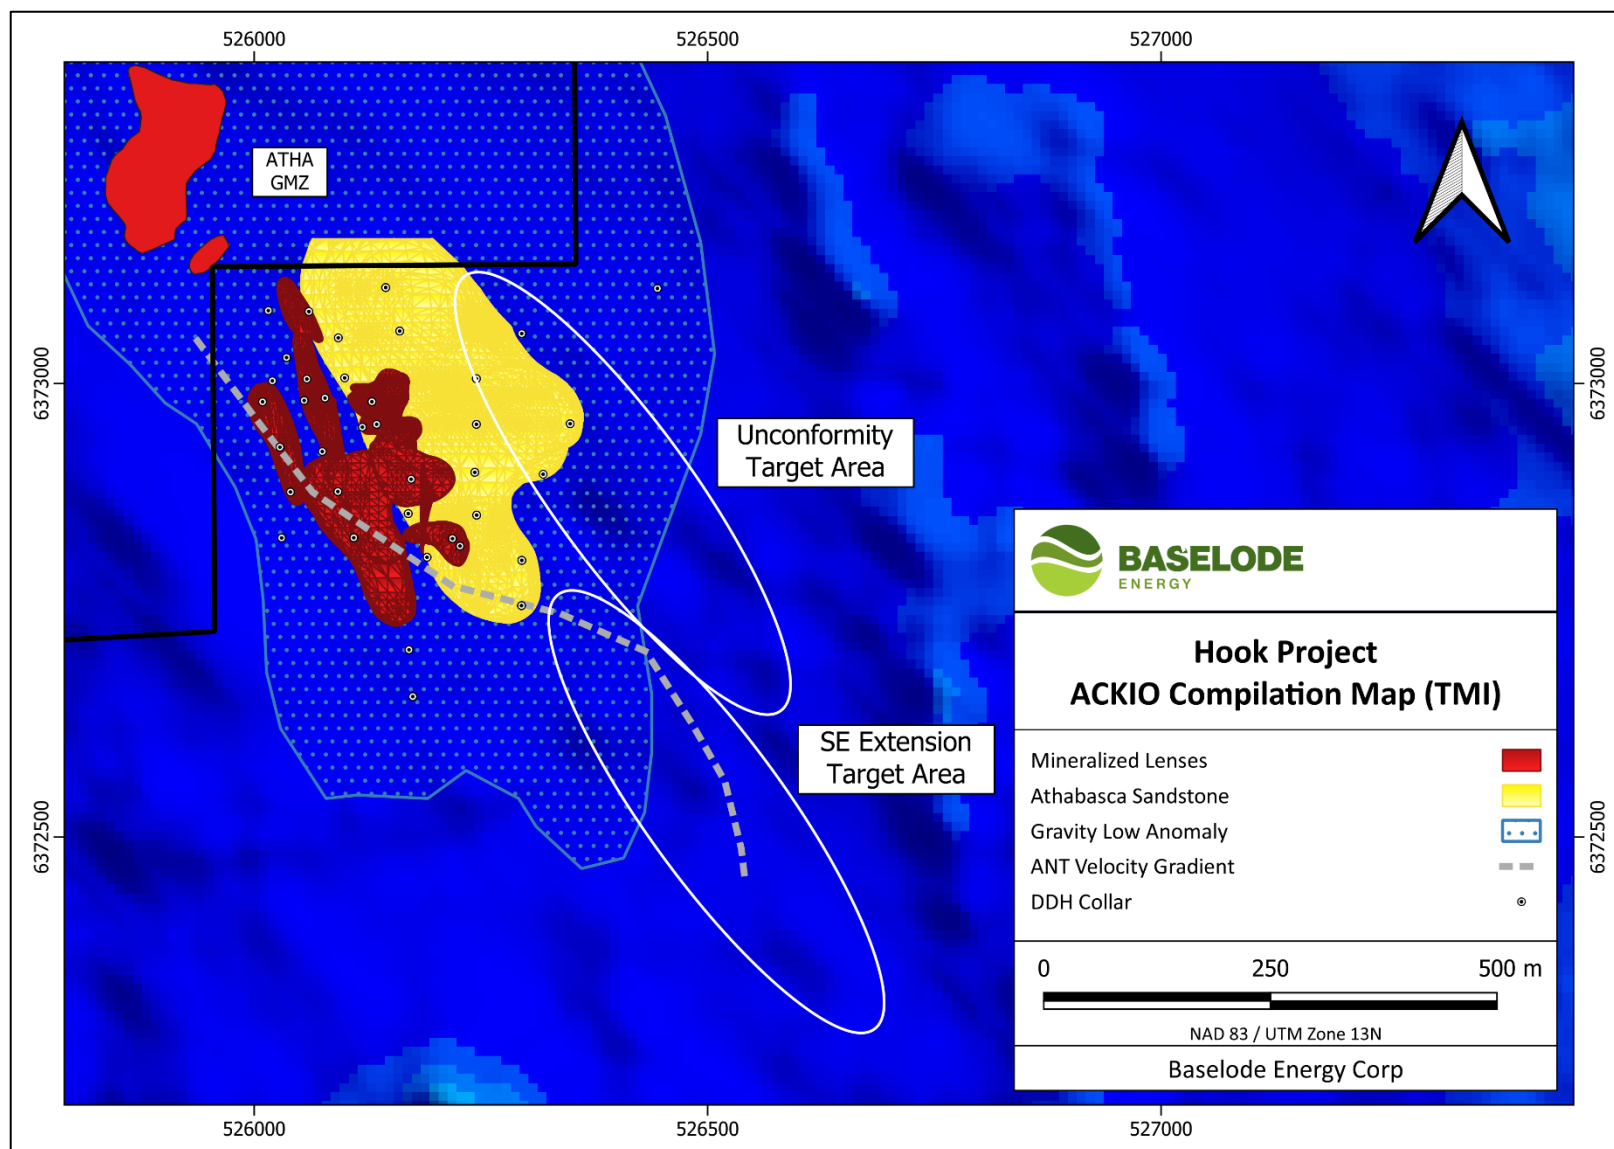 526000
526500
527000
ATHA
GMZ
6373000
6373000
Unconformity
Target Area
BASELODE
ENERGY
Hook Project
ACKIO Compilation Map (TMI)
SE Extension
Target Area
Mineralized Lenses
Athabasca Sandstone
Gravity Low Anomaly
ANT Velocity Gradient
DDH Collar
6372500
6372500
0 250 500 m
NAD 83 / UTM Zone 13N
Baselode Energy Corp
526000
526500
527000